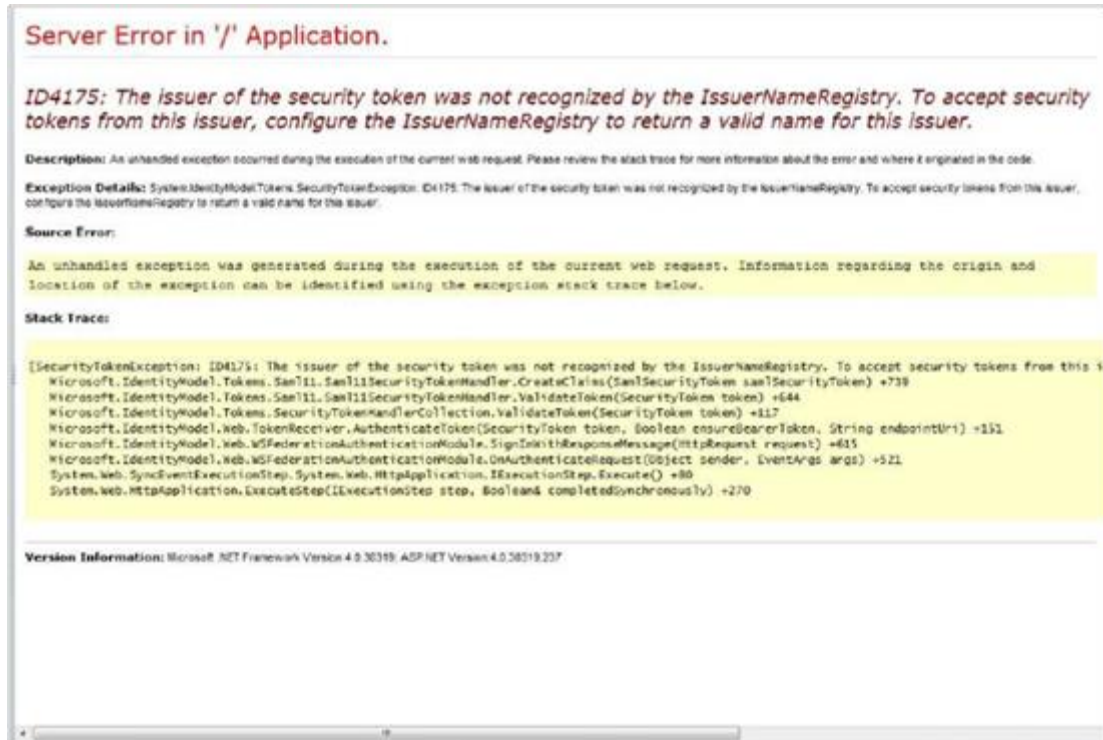 Server Error in '/' Application.
ID4175: The issuer of the security token was not recognized by the IssuerNameRegistry. To accept security
tokens from this issuer, configure the IssuerNameRegistry to return a valid name for this issuer.
Description: An unhandled exception occurred during the execution of the current web request. Please review the stack trace for more information about the error and where it originated in the code.
Exception Details: System.IdentityModel.Tokens.SecurityTokenException: ID4175: The issuer of the security token was not recognized by the IssuerNameRegistry. To accept security tokens from this issuer,
configure the IssuerNameRegistry to return a valid name for this issuer.
Source Error:
An unhandled exception was generated during the execution of the current web request. Information regarding the origin and
location of the exception can be identified using the exception stack trace below.
Stack Trace:
[SecurityTokenException: ID4175: The issuer of the security token was not recognized by the IssuerNameRegistry. To accept security tokens from this i
Microsoft.IdentityModel.Tokens.Saml11.Saml11SecurityTokenHandler.CreateClaims(SamlSecurityToken samlSecurityToken) +739
Microsoft.IdentityModel.Tokens.Saml11.Saml11SecurityTokenHandler.ValidateToken(SecurityToken token) +644
Microsoft.IdentityModel.Tokens.SecurityTokenHandlerCollection.ValidateToken(SecurityToken token) +117
Microsoft.IdentityModel.Web.TokenReceiver.AuthenticateToken(SecurityToken token, Boolean ensureBearerToken, String endpointUri) +151
Microsoft.IdentityModel.Web.WSFederationAuthenticationModule.SignInWithResponseMessage(HttpRequest request) +615
Microsoft.IdentityModel.Web.WSFederationAuthenticationModule.OnAuthenticateRequest(Object sender, EventArgs args) +521
System.Web.SyncEventExecutionStep.System.Web.HttpApplication.IExecutionStep.Execute() +80
System.Web.HttpApplication.ExecuteStep(IExecutionStep step, Boolean& completedSynchronously) +270
Version Information: Microsoft .NET Framework Version:4.0.30319; ASP.NET Version:4.0.30319.237